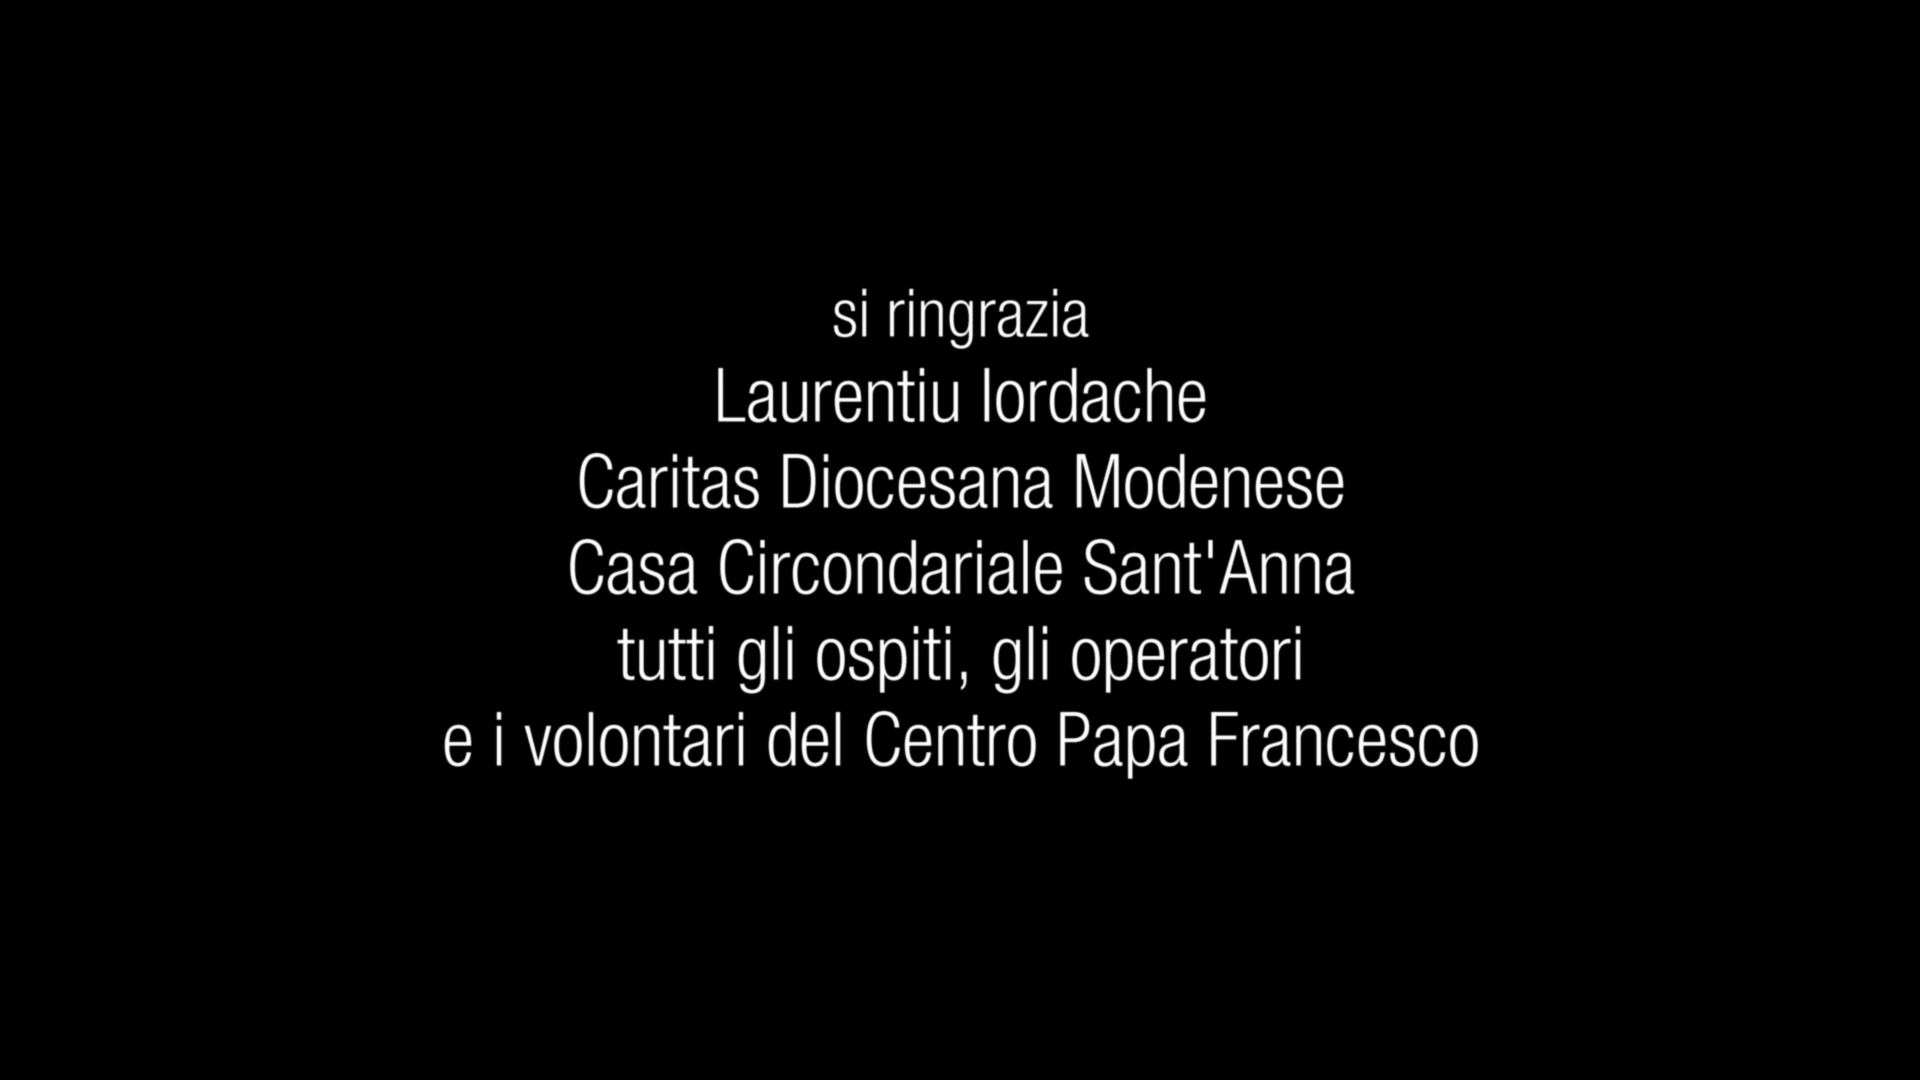 si ringrazia
Laurentiu Iordache
Caritas Diocesana Modenese
Casa Circondariale Sant'Anna
tutti gli ospiti, gli operatori
e i volontari del Centro Papa Francesco